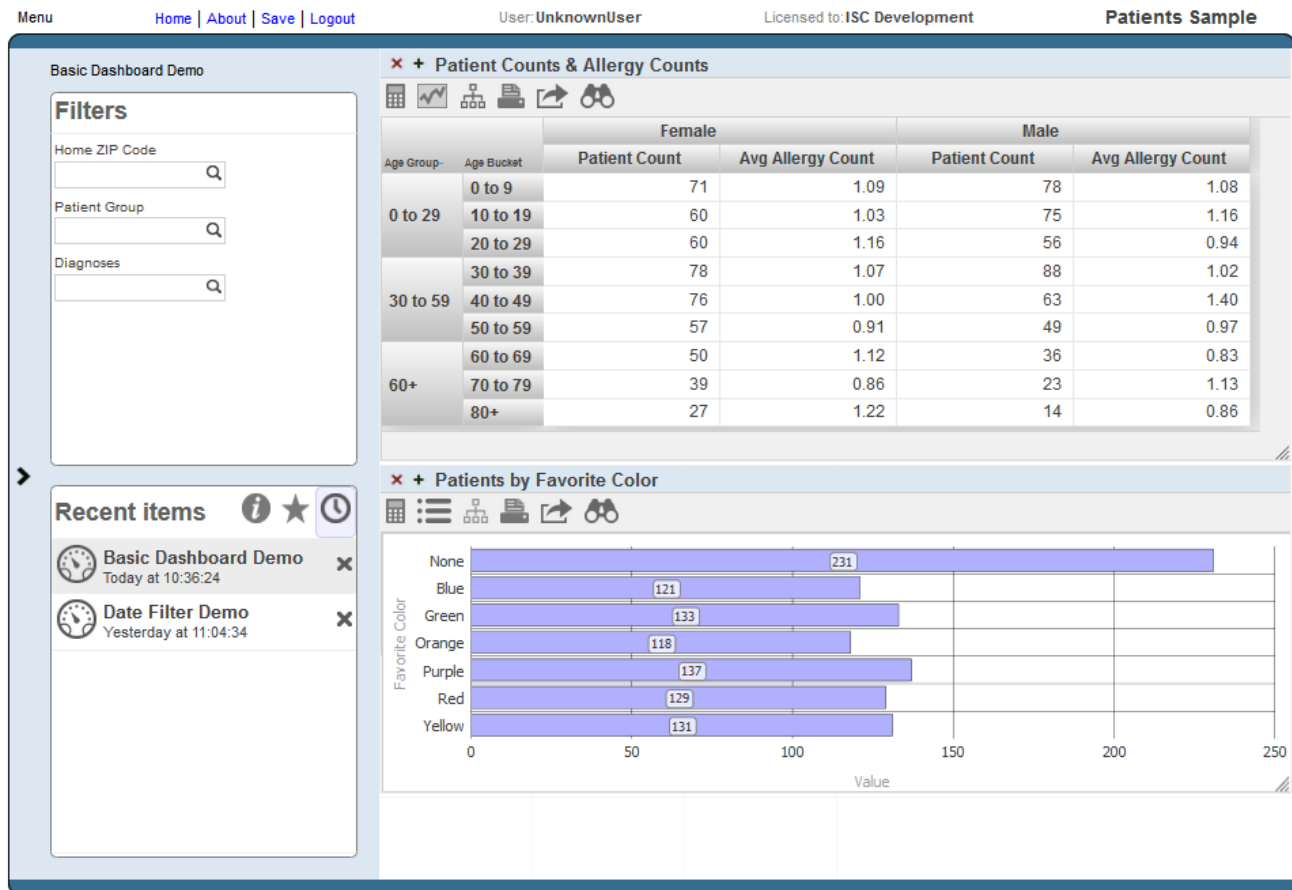 Menu Home | About | Save | Logout User:UnknownUser Licensed to:ISC Development Patients Sample
Basic Dashboard Demo
Filters
Home ZIP Code
Patient Group
Diagnoses
Recent items
Basic Dashboard Demo
Today at 10:36:24
Date Filter Demo
Yesterday at 11:04:34
Patient Counts & Allergy Counts
Female Male
Age Group- Age Bucket Patient Count Avg Allergy Count Patient Count Avg Allergy Count
0 to 29 0 to 9 71 1.09 78 1.08
10 to 19 60 1.03 75 1.16
20 to 29 60 1.16 56 0.94
30 to 59 30 to 39 78 1.07 88 1.02
40 to 49 76 1.00 63 1.40
50 to 59 57 0.91 49 0.97
60+ 60 to 69 50 1.12 36 0.83
70 to 79 39 0.86 23 1.13
80+ 27 1.22 14 0.86
Patients by Favorite Color
Favorite Color
None 231
Blue 121
Green 133
Orange 118
Purple 137
Red 129
Yellow 131
0 50 100 150 200 250
Value